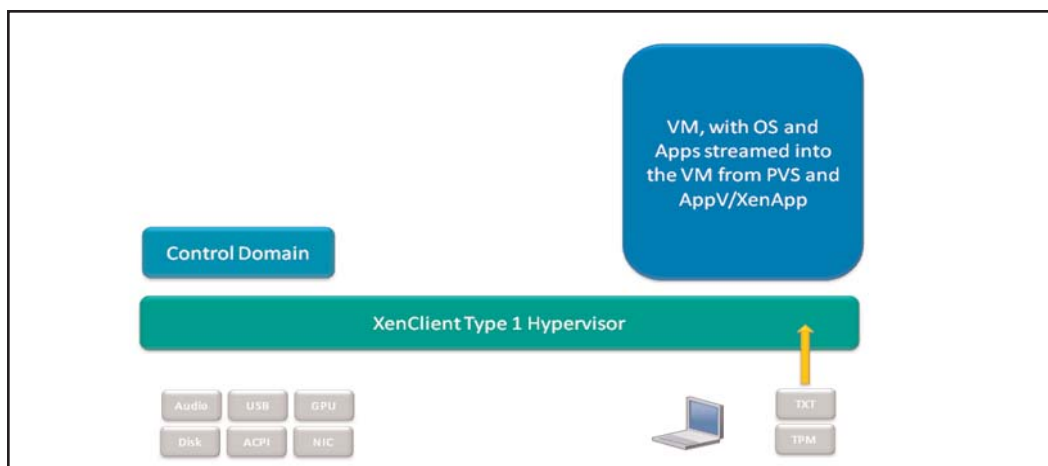 VM, with OS and
Apps streamed into
the VM from PVS and
AppV/XenApp
Control Domain
XenClient Type 1 Hypervisor
Audio
USB
GPU
TXT
Disk
ACPI
NIC
TPM